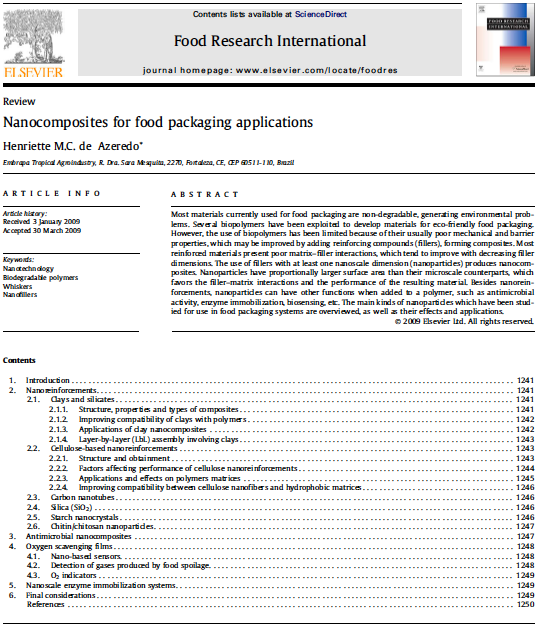 Contents lists available at ScienceDirect
Food Research International
journal homepage: www.elsevier.com/locate/foodres
ELSEVIER
FOOD RESEARCH
INTERNATIONAL
Review
Nanocomposites for food packaging applications
Henriette M.C. de Azeredo*
Embrapa Tropical Agroindustry, R. Dra. Sara Mesquita, 2270, Fortaleza, CE, CEP 60511-110, Brazil
ARTICLE INFO
Article history:
Received 3 January 2009
Accepted 30 March 2009
Keywords:
Nanotechnology
Biodegradable polymers
Whiskers
Nanofillers
ABSTRACT
Most materials currently used for food packaging are non-degradable, generating environmental prob-
lems. Several biopolymers have been exploited to develop materials for eco-friendly food packaging.
However, the use of biopolymers has been limited because of their usually poor mechanical and barrier
properties, which may be improved by adding reinforcing compounds (fillers), forming composites. Most
reinforced materials present poor matrix–filler interactions, which tend to improve with decreasing filler
dimensions. The use of fillers with at least one nanoscale dimension (nanoparticles) produces nanocom-
posites. Nanoparticles have proportionally larger surface area than their microscale counterparts, which
favors the filler–matrix interactions and the performance of the resulting material. Besides nanorein-
forcements, nanoparticles can have other functions when added to a polymer, such as antimicrobial
activity, enzyme immobilization, biosensing, etc. The main kinds of nanoparticles which have been stud-
ied for use in food packaging systems are overviewed, as well as their effects and applications.
© 2009 Elsevier Ltd. All rights reserved.
Contents
1. Introduction 1241
2. Nanoreinforcements 1241
2.1. Clays and silicates 1241
2.1.1. Structure, properties and types of composites 1241
2.1.2. Improving compatibility of clays with polymers 1242
2.1.3. Applications of clay nanocomposites 1242
2.1.4. Layer-by-layer (LbL) assembly involving clays 1243
2.2. Cellulose-based nanoreinforcements 1243
2.2.1. Structure and obtainment 1243
2.2.2. Factors affecting performance of cellulose nanoreinforcements 1244
2.2.3. Applications and effects on polymers matrices 1245
2.2.4. Improving compatibility between cellulose nanofibers and hydrophobic matrices 1246
2.3. Carbon nanotubes 1246
2.4. Silica (SiO2) 1246
2.5. Starch nanocrystals 1246
2.6. Chitin/chitosan nanoparticles. 1247
3. Antimicrobial nanocomposites 1247
4. Oxygen scavenging films 1248
4.1. Nano-based sensors. 1248
4.2. Detection of gases produced by food spoilage. 1248
4.3. O2 indicators 1249
5. Nanoscale enzyme immobilization systems. 1249
6. Final considerations 1249
References 1250